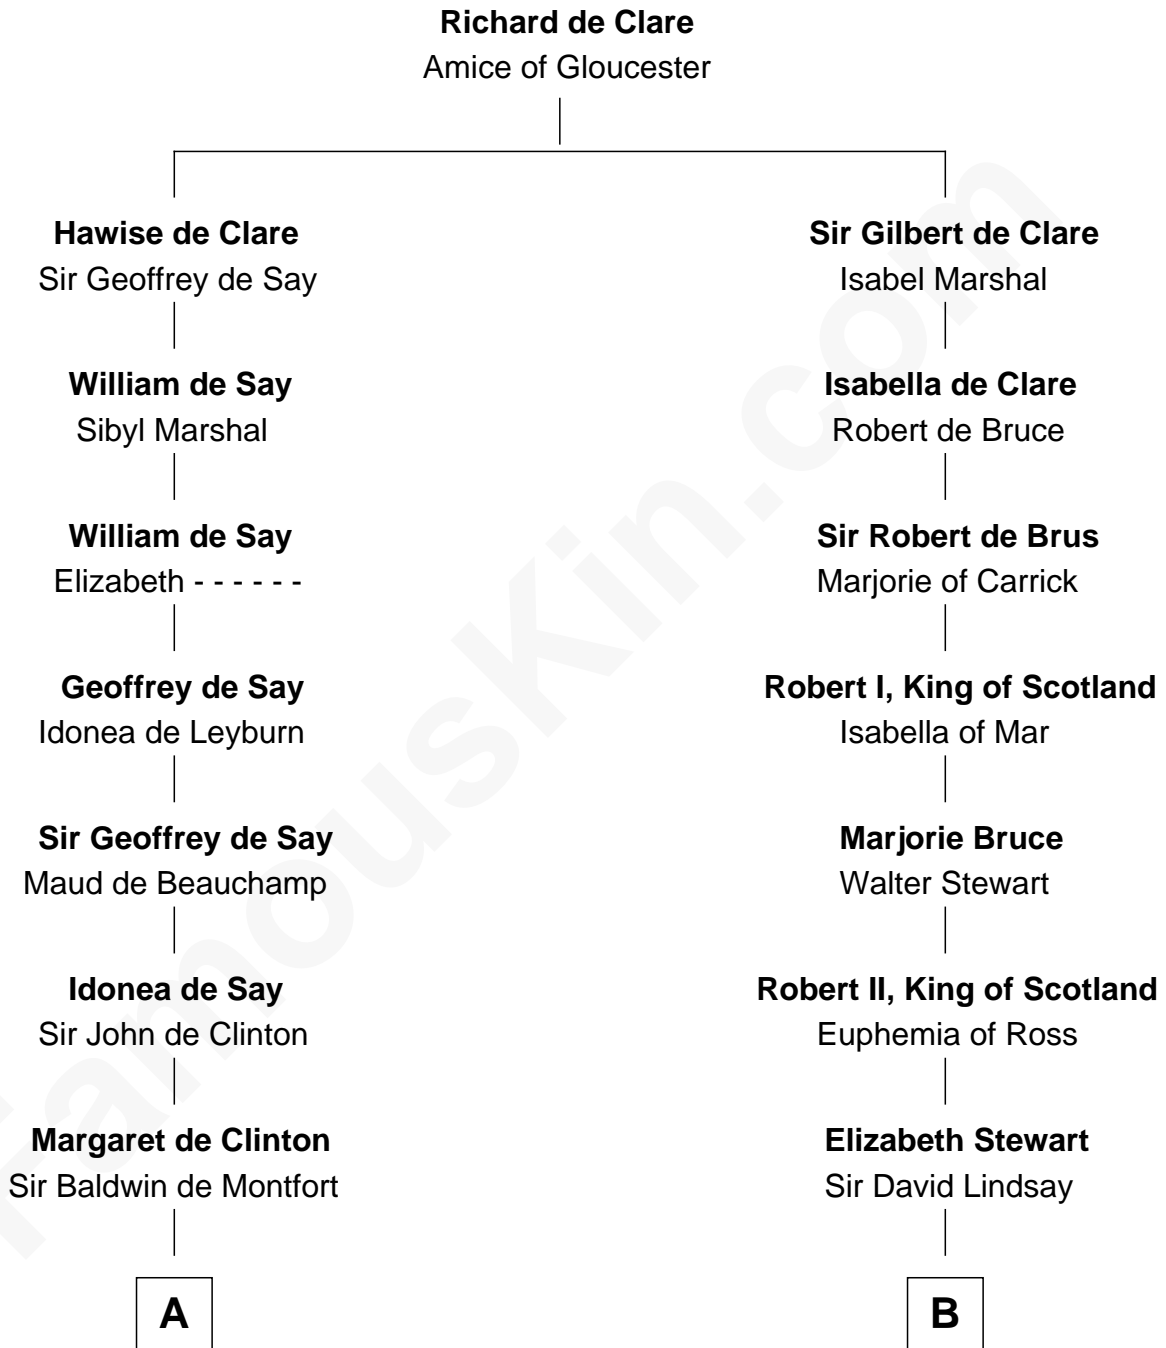 Richard de Clare
Amice of Gloucester
Hawise de Clare
Sir Geoffrey de Say
William de Say
Sibyl Marshal
William de Say
Elizabeth - - - - - -
Geoffrey de Say
Idonea de Leyburn
Sir Geoffrey de Say
Maud de Beauchamp
Idonea de Say
Sir John de Clinton
Margaret de Clinton
Sir Baldwin de Montfort
A
Sir Gilbert de Clare
Isabel Marshal
Isabella de Clare
Robert de Bruce
Sir Robert de Brus
Marjorie of Carrick
Robert I, King of Scotland
Isabella of Mar
Marjorie Bruce
Walter Stewart
Robert II, King of Scotland
Euphemia of Ross
Elizabeth Stewart
Sir David Lindsay
B
FamousKin.com